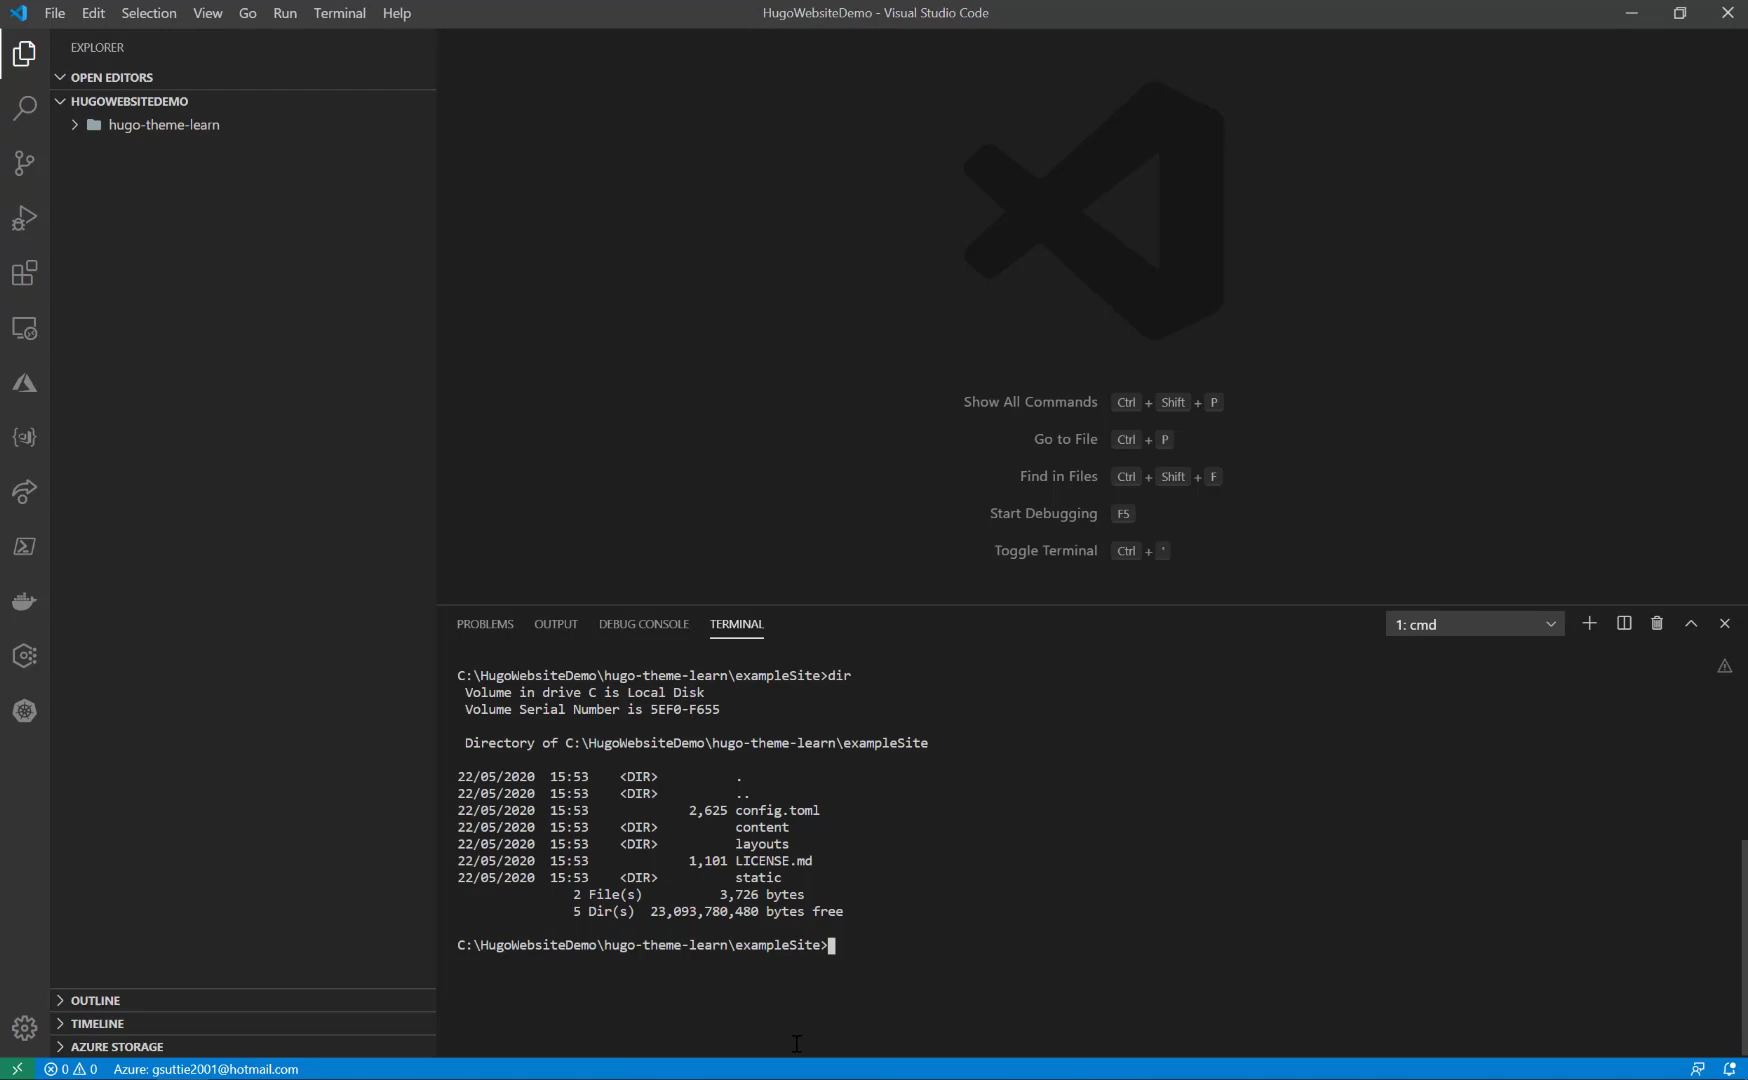 File Edit Selection View Go Run Terminal Help
HugoWebsiteDemo - Visual Studio Code
EXPLORER
OPEN EDITORS
HUGOWEBSITEDEMO
hugo-theme-learn
Show All Commands Ctrl + Shift + P
Go to File Ctrl + P
Find in Files Ctrl + Shift + F
Start Debugging F5
Toggle Terminal Ctrl + '
PROBLEMS OUTPUT DEBUG CONSOLE TERMINAL
1: cmd
C:\HugoWebsiteDemo\hugo-theme-learn\exampleSite>dir
Volume in drive C is Local Disk
Volume Serial Number is 5EF0-F655
Directory of C:\HugoWebsiteDemo\hugo-theme-learn\exampleSite
22/05/2020 15:53 <DIR> .
22/05/2020 15:53 <DIR> ..
22/05/2020 15:53 2,625 config.toml
22/05/2020 15:53 <DIR> content
22/05/2020 15:53 <DIR> layouts
22/05/2020 15:53 1,101 LICENSE.md
22/05/2020 15:53 <DIR> static
2 File(s) 3,726 bytes
5 Dir(s) 23,093,780,480 bytes free
C:\HugoWebsiteDemo\hugo-theme-learn\exampleSite>
OUTLINE
TIMELINE
AZURE STORAGE
0 0 Azure: gsuttie2001@hotmail.com